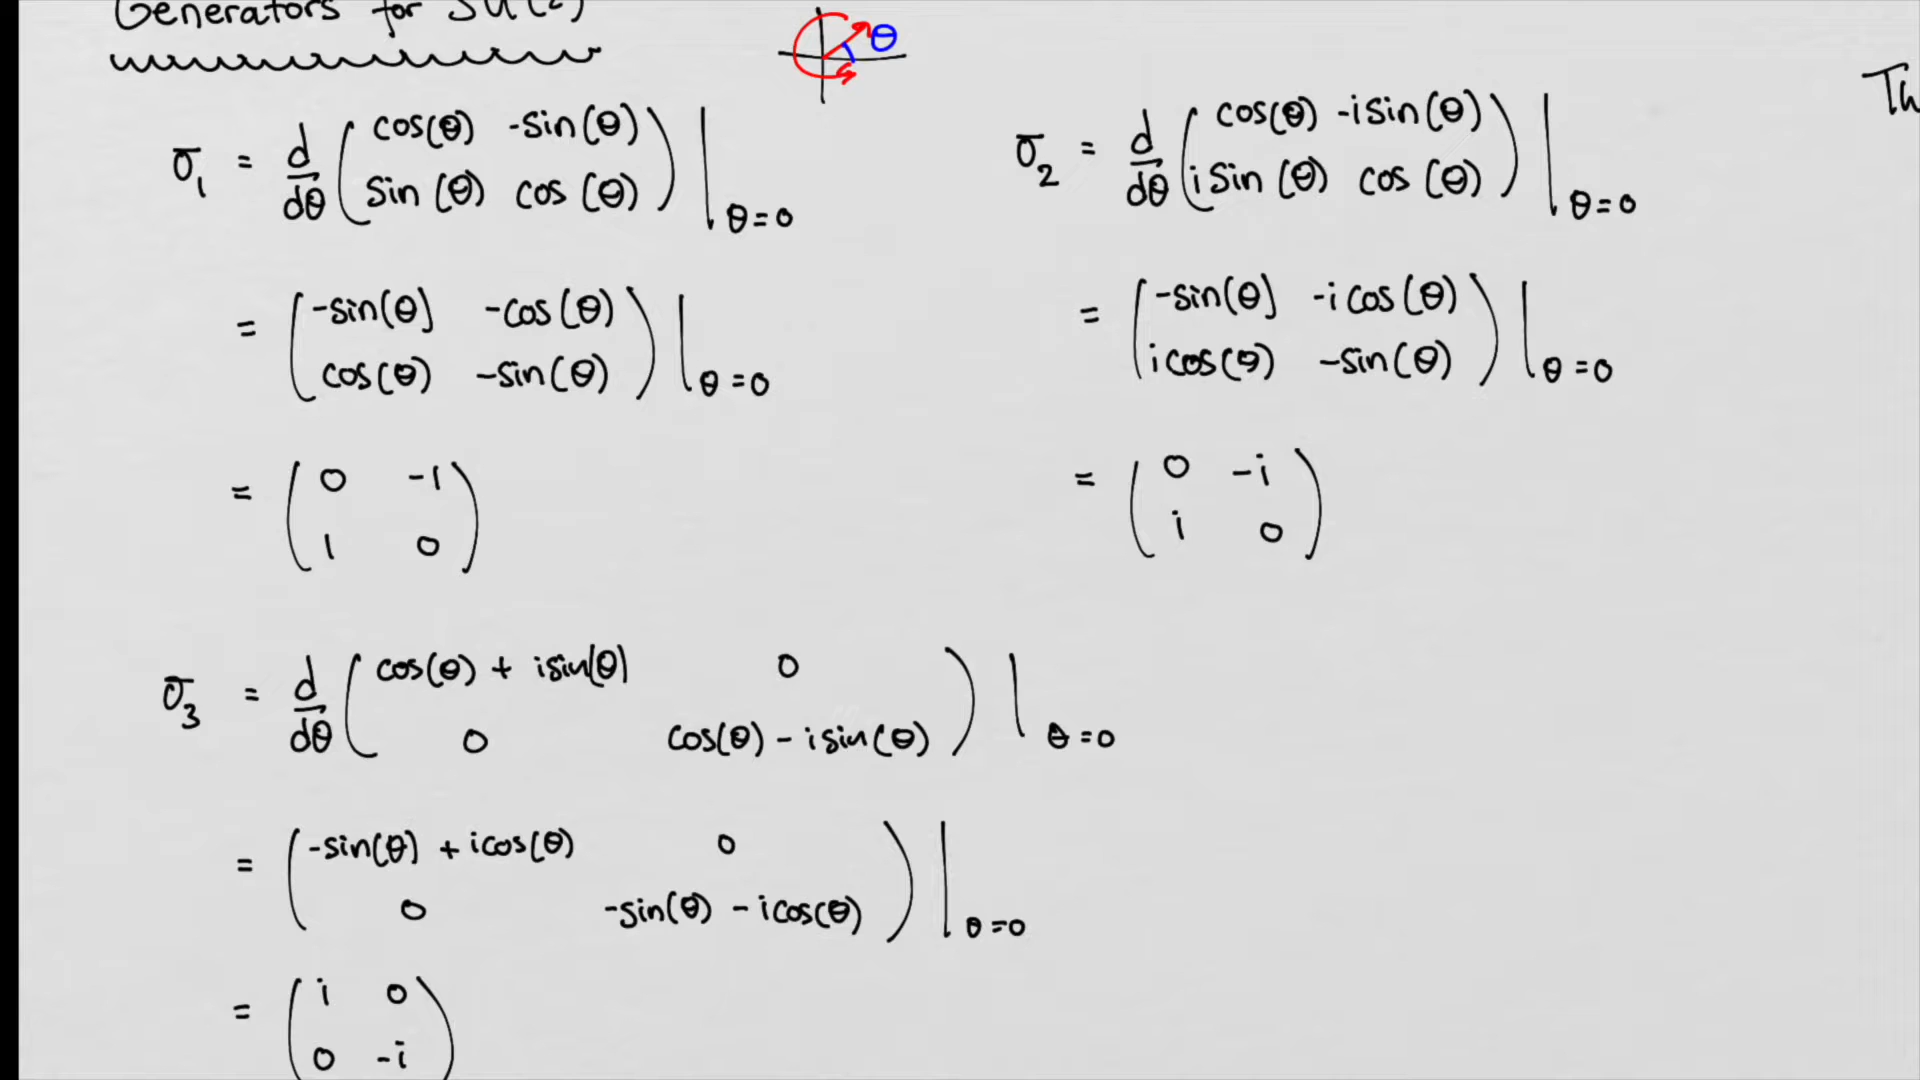 Generators for SU(2)
θ
σ₁ = d/dθ ( cos(θ) -sin(θ) ; sin(θ) cos(θ) ) |θ=0
= ( -sin(θ) -cos(θ) ; cos(θ) -sin(θ) ) |θ=0
= ( 0 -1 ; 1 0 )
σ₂ = d/dθ ( cos(θ) -isin(θ) ; isin(θ) cos(θ) ) |θ=0
= ( -sin(θ) -icos(θ) ; icos(θ) -sin(θ) ) |θ=0
= ( 0 -i ; i 0 )
σ₃ = d/dθ ( cos(θ) + isin(θ) 0 ; 0 cos(θ) - isin(θ) ) |θ=0
= ( -sin(θ) + icos(θ) 0 ; 0 -sin(θ) - icos(θ) ) |θ=0
= ( i 0 ; 0 -i )